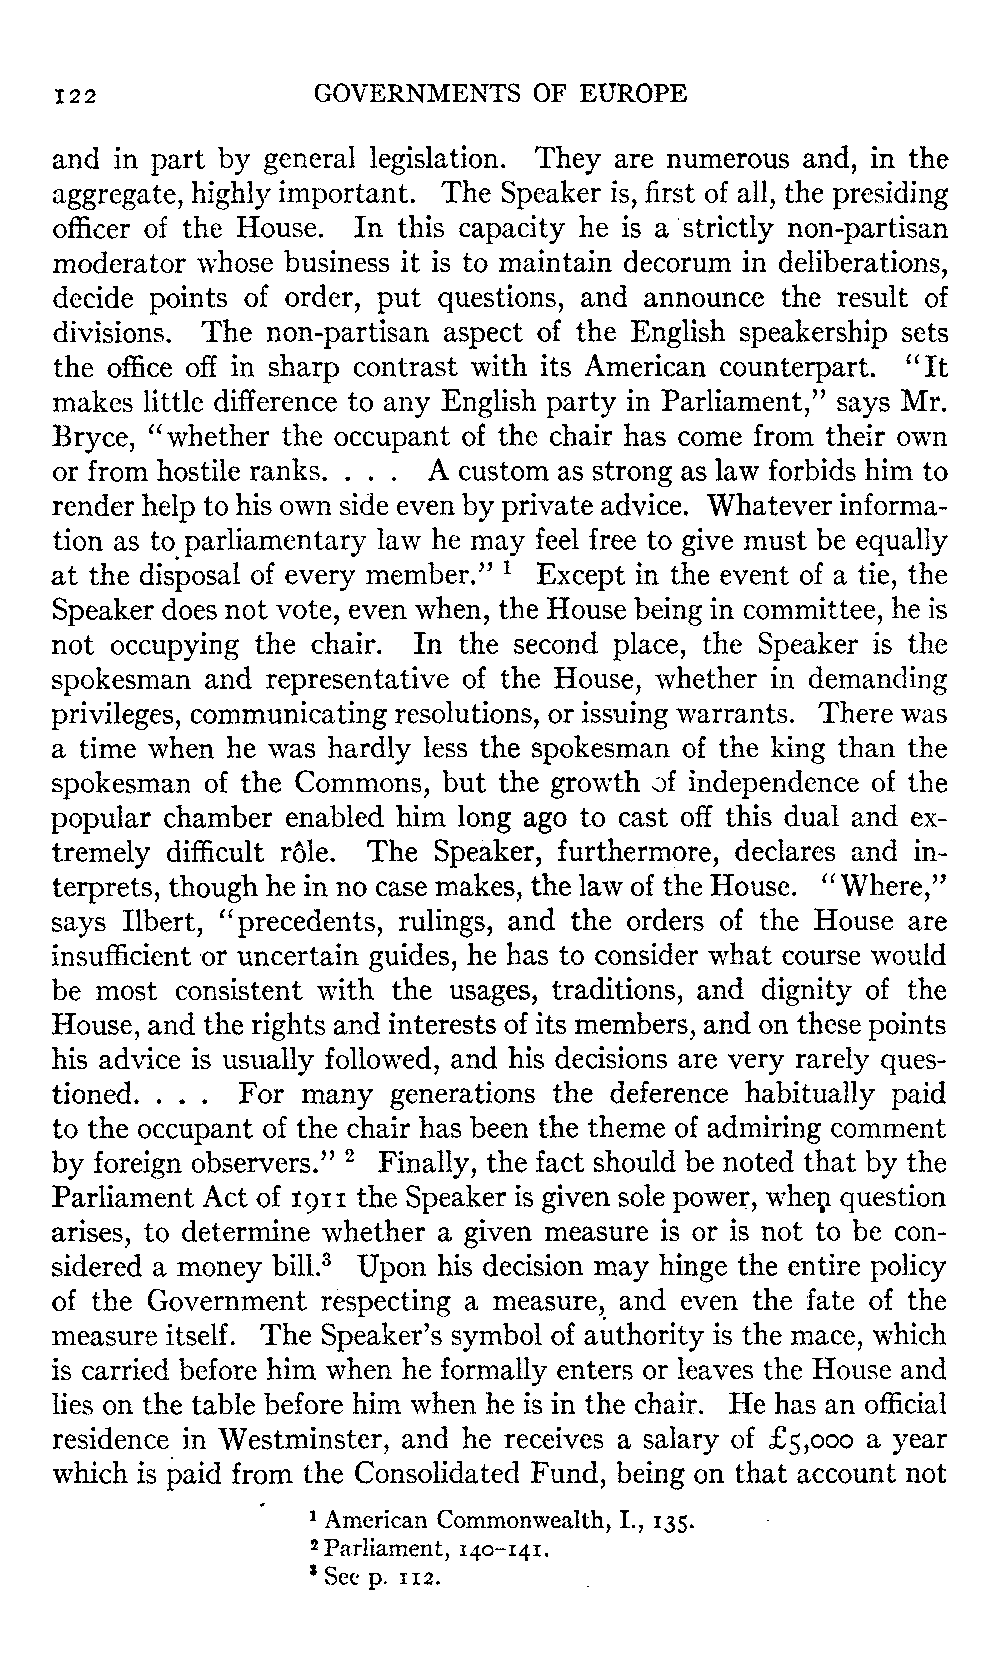 122 GOVERNMENTS OF EUROPE
and in part by general legislation. They are numerous and, in the
aggregate, highly important. The Speaker is, first of all, the presiding
officer of the House. In this capacity he is a strictly non-partisan
moderator whose business it is to maintain decorum in deliberations,
decide points of order, put questions, and announce the result of
divisions. The non-partisan aspect of the English speakership sets
the office off in sharp contrast with its American counterpart. "It
makes little difference to any English party in Parliament," says Mr.
Bryce, "whether the occupant of the chair has come from their own
or from hostile ranks. . . . A custom as strong as law forbids him to
render help to his own side even by private advice. Whatever informa-
tion as to parliamentary law he may feel free to give must be equally
at the disposal of every member." ¹ Except in the event of a tie, the
Speaker does not vote, even when, the House being in committee, he is
not occupying the chair. In the second place, the Speaker is the
spokesman and representative of the House, whether in demanding
privileges, communicating resolutions, or issuing warrants. There was
a time when he was hardly less the spokesman of the king than the
spokesman of the Commons, but the growth of independence of the
popular chamber enabled him long ago to cast off this dual and ex-
tremely difficult rôle. The Speaker, furthermore, declares and in-
terprets, though he in no case makes, the law of the House. "Where,"
says Ilbert, "precedents, rulings, and the orders of the House are
insufficient or uncertain guides, he has to consider what course would
be most consistent with the usages, traditions, and dignity of the
House, and the rights and interests of its members, and on these points
his advice is usually followed, and his decisions are very rarely ques-
tioned. . . . For many generations the deference habitually paid
to the occupant of the chair has been the theme of admiring comment
by foreign observers." ² Finally, the fact should be noted that by the
Parliament Act of 1911 the Speaker is given sole power, when question
arises, to determine whether a given measure is or is not to be con-
sidered a money bill.³ Upon his decision may hinge the entire policy
of the Government respecting a measure, and even the fate of the
measure itself. The Speaker's symbol of authority is the mace, which
is carried before him when he formally enters or leaves the House and
lies on the table before him when he is in the chair. He has an official
residence in Westminster, and he receives a salary of £5,000 a year
which is paid from the Consolidated Fund, being on that account not
¹ American Commonwealth, I., 135.
² Parliament, 140-141.
³ See p. 112.